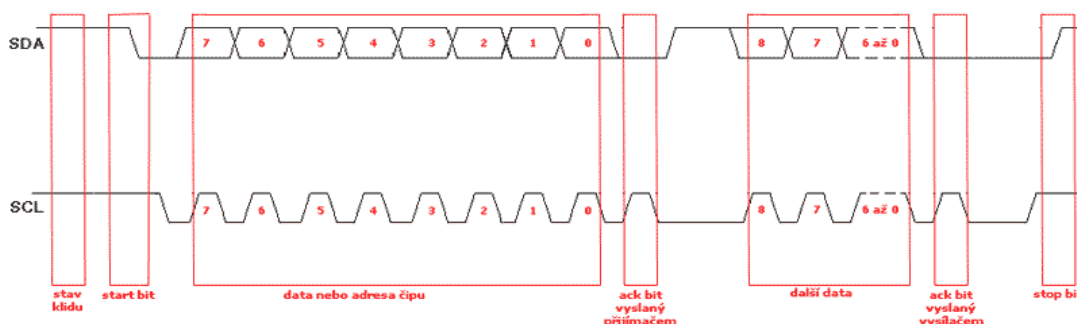 SDA
7 6 5 4 3 2 1 0 8 7 6 až 0
SCL
7 6 5 4 3 2 1 0 8 7 6 až 0
stav
klidu
start bit
data nebo adresa čipu
ack bit
vyslaný
přijímačem
další data
ack bit
vyslaný
vysílačem
stop bi